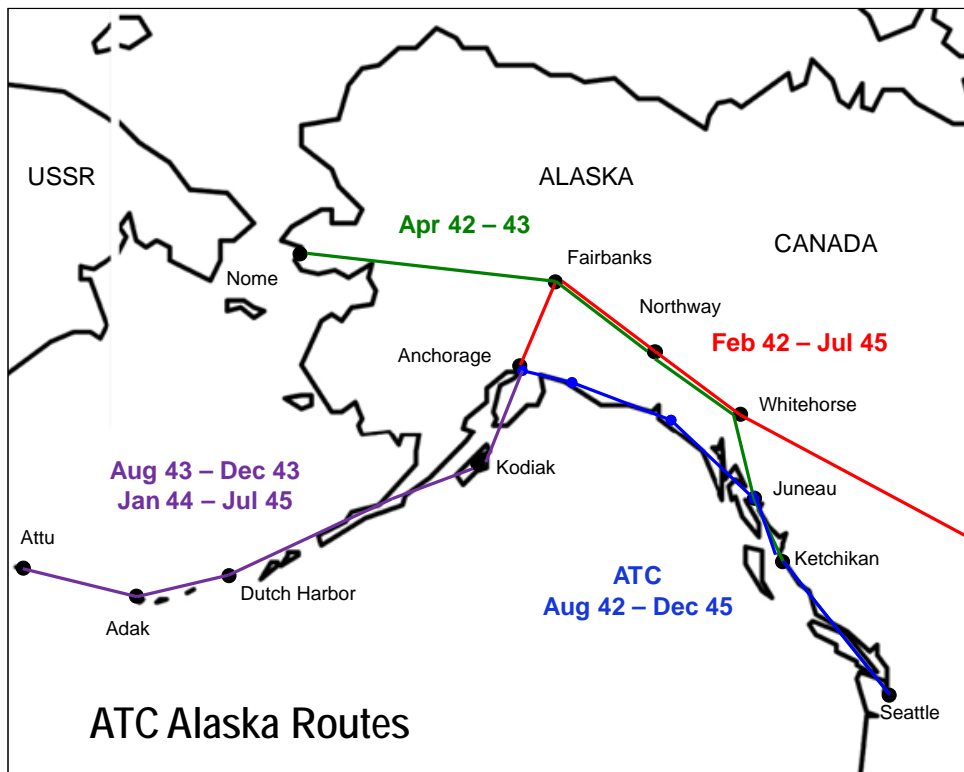 USSR
ALASKA
Apr 42 – 43
CANADA
Fairbanks
Nome
Northway
Feb 42 – Jul 45
Anchorage
Whitehorse
Aug 43 – Dec 43
Jan 44 – Jul 45
Kodiak
Juneau
Attu
Ketchikan
ATC
Aug 42 – Dec 45
Dutch Harbor
Adak
ATC Alaska Routes
Seattle